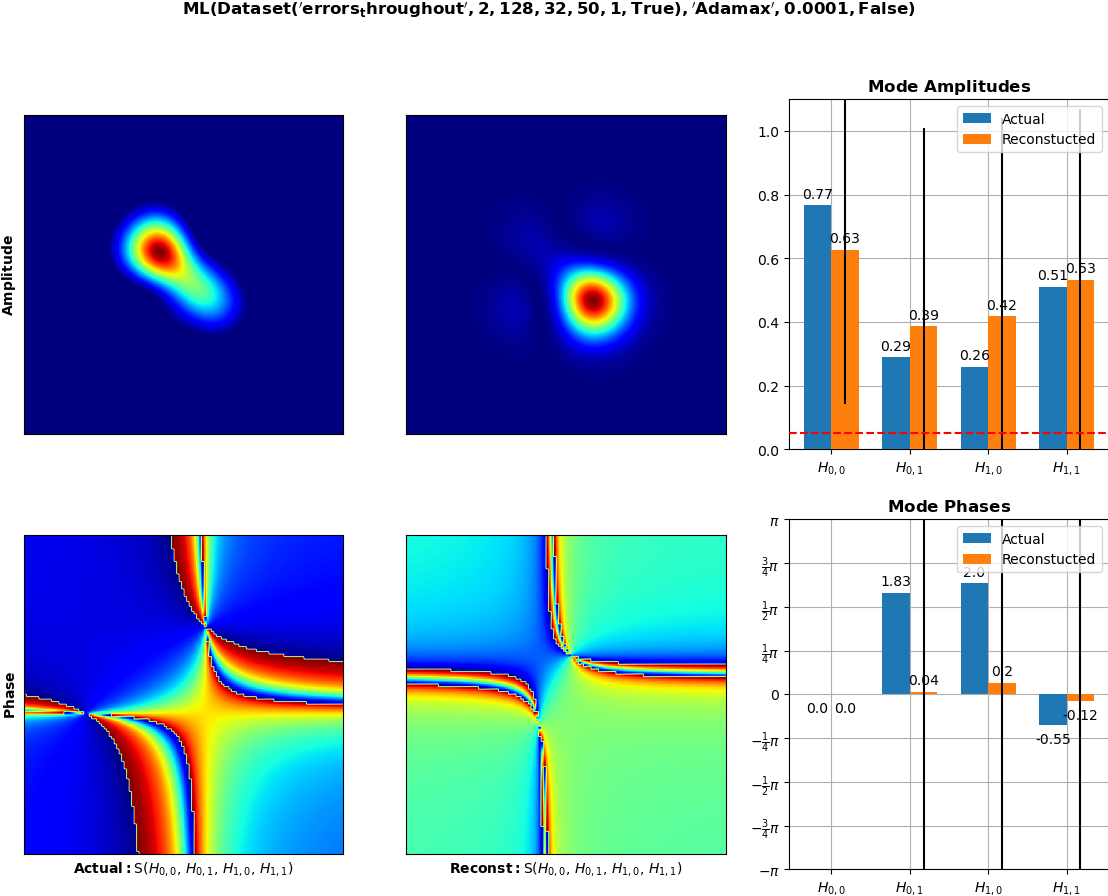 ML(Dataset('errors_throughout', 2, 128, 32, 50, 1, True), 'Adamax', 0.0001, False)
Amplitude
Mode Amplitudes
Actual
Reconstucted
1.0
0.8
0.6
0.4
0.2
0.0
0.77
0.63
0.29
0.39
0.26
0.42
0.51
0.53
H0,0
H0,1
H1,0
H1,1
Phase
Actual: S(H0,0, H0,1, H1,0, H1,1)
Reconst: S(H0,0, H0,1, H1,0, H1,1)
Mode Phases
Actual
Reconstucted
π
3/4π
1/2π
1/4π
0
-1/4π
-1/2π
-3/4π
-π
0.0
0.0
1.83
0.04
2.0
0.2
-0.55
-0.12
H0,0
H0,1
H1,0
H1,1